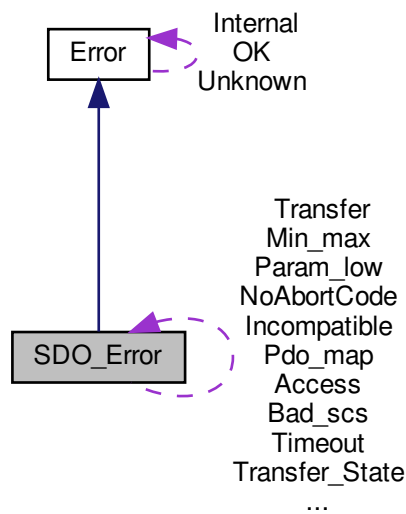 Internal
Error
OK
Unknown
Transfer
Min_max
Param_low
NoAbortCode
Incompatible
SDO_Error
Pdo_map
Access
Bad_scs
Timeout
Transfer_State
...